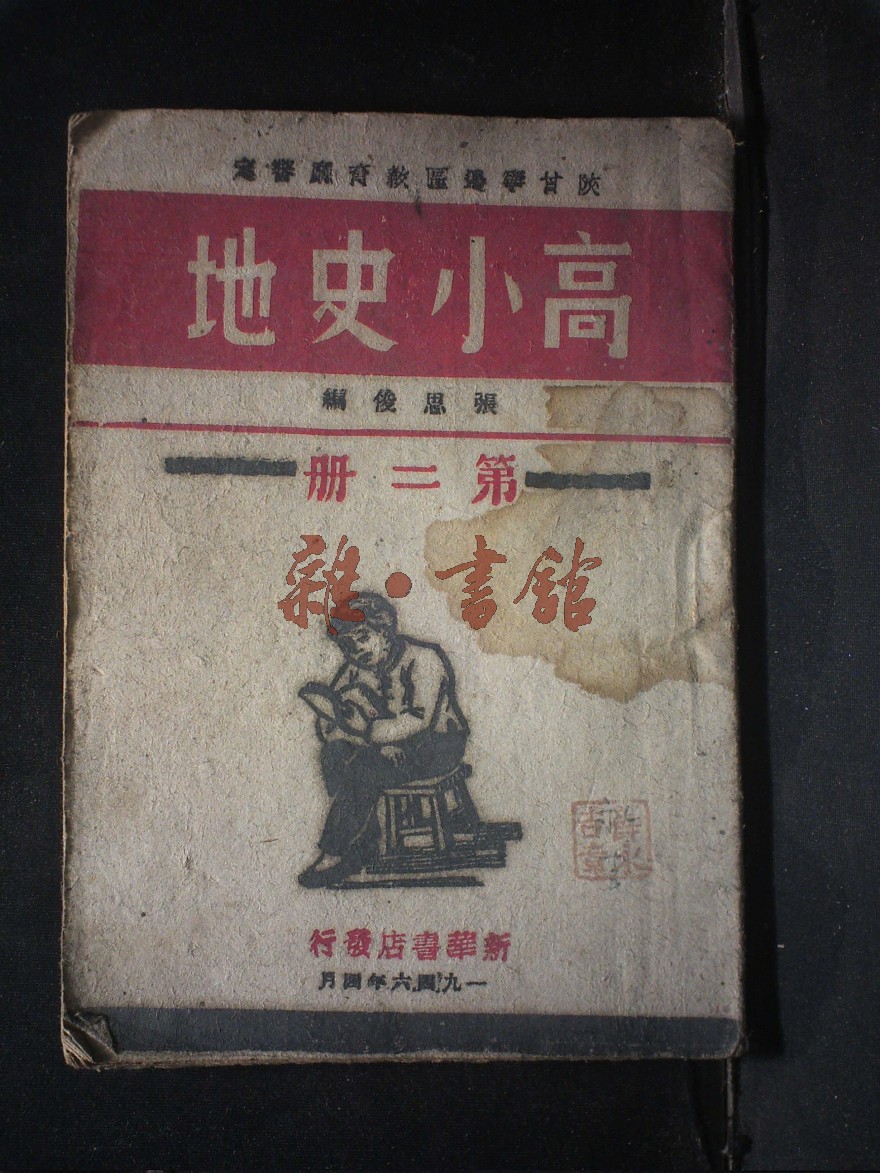 陝甘寧邊區教育廳審定
高小史地
張思俊編
第二册
雜·書館
新華書店發行
一九四六年四月